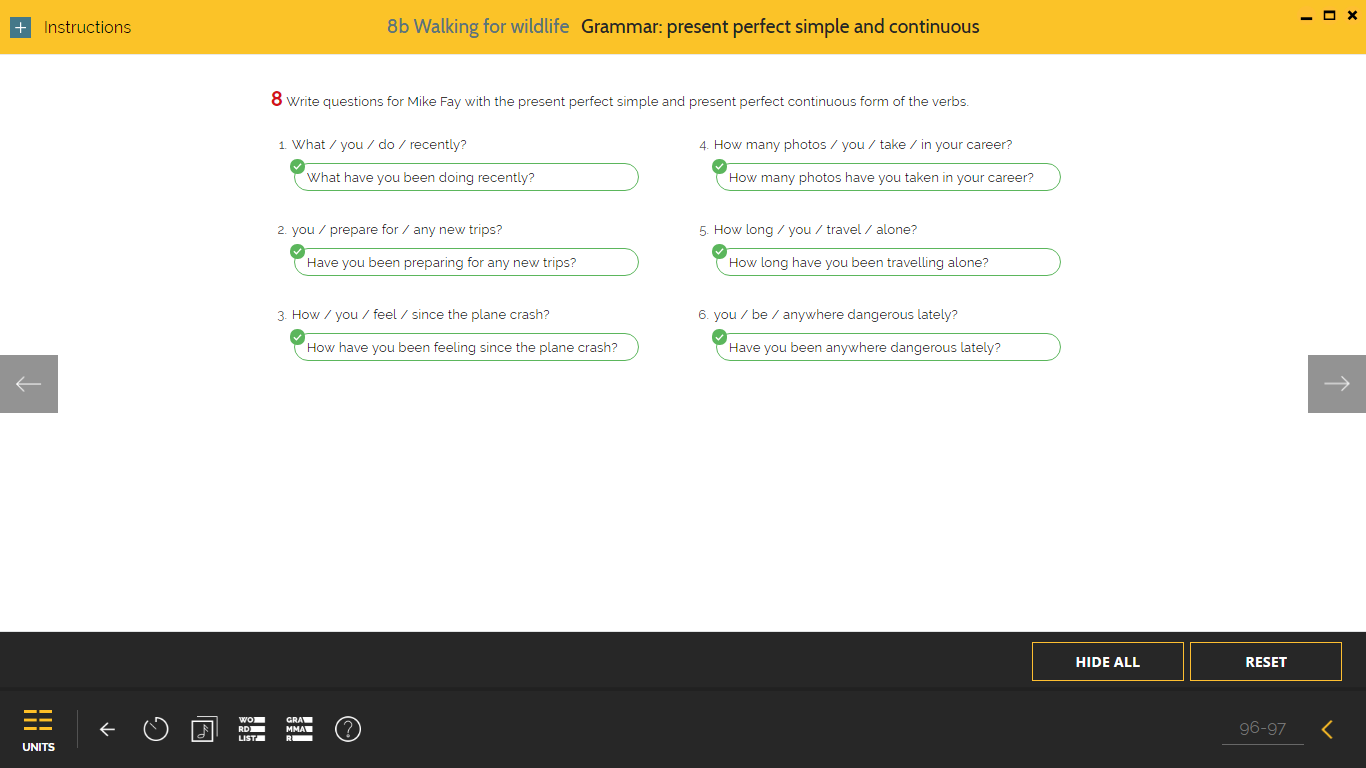 Instructions
8b Walking for wildlife Grammar: present perfect simple and continuous
8 Write questions for Mike Fay with the present perfect simple and present perfect continuous form of the verbs.
1. What / you / do / recently?
What have you been doing recently?
2. you / prepare for / any new trips?
Have you been preparing for any new trips?
3. How / you / feel / since the plane crash?
How have you been feeling since the plane crash?
4. How many photos / you / take / in your career?
How many photos have you taken in your career?
5. How long / you / travel / alone?
How long have you been travelling alone?
6. you / be / anywhere dangerous lately?
Have you been anywhere dangerous lately?
HIDE ALL
RESET
UNITS
WO
RD
LIST
GRA
MMA
R
?
96-97